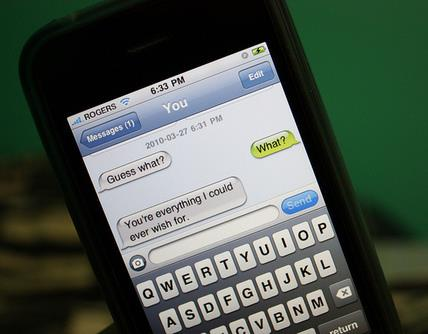 ROGERS 6:33 PM
Messages (1) You Edit
2010-03-27 6:31 PM
Guess what?
What?
You're everything I could
ever wish for.
Send
Q W E R T Y U I O P
A S D F G H J K L
Z X C V B N M
return